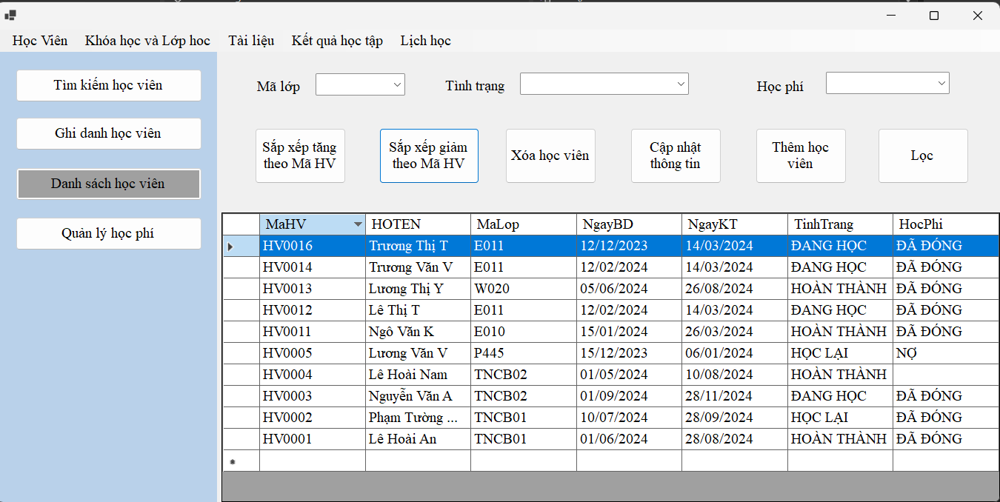 Học Viên Khóa học và Lớp hoc Tài liệu Kết quả học tập Lịch học
Tìm kiếm học viên
Ghi danh học viên
Danh sách học viên
Quản lý học phí
Mã lớp Tình trạng Học phí
Sắp xếp tăng
theo Mã HV
Sắp xếp giảm
theo Mã HV
Xóa học viên
Cập nhật
thông tin
Thêm học
viên
Lọc
MaHV HOTEN MaLop NgayBD NgayKT TinhTrang HocPhi
HV0016 Trương Thị T E011 12/12/2023 14/03/2024 ĐANG HỌC ĐÃ ĐÓNG
HV0014 Trương Văn V E011 12/02/2024 14/03/2024 ĐANG HỌC ĐÃ ĐÓNG
HV0013 Lương Thị Y W020 05/06/2024 26/08/2024 HOÀN THÀNH ĐÃ ĐÓNG
HV0012 Lê Thị T E011 12/02/2024 14/03/2024 ĐANG HỌC ĐÃ ĐÓNG
HV0011 Ngô Văn K E010 15/01/2024 26/03/2024 HOÀN THÀNH ĐÃ ĐÓNG
HV0005 Lương Văn V P445 15/12/2023 06/01/2024 HỌC LẠI NỢ
HV0004 Lê Hoài Nam TNCB02 01/05/2024 10/08/2024 HOÀN THÀNH
HV0003 Nguyễn Văn A TNCB02 01/09/2024 28/11/2024 ĐANG HỌC ĐÃ ĐÓNG
HV0002 Phạm Tường ... TNCB01 10/07/2024 28/09/2024 HỌC LẠI ĐÃ ĐÓNG
HV0001 Lê Hoài An TNCB01 01/06/2024 28/08/2024 HOÀN THÀNH ĐÃ ĐÓNG